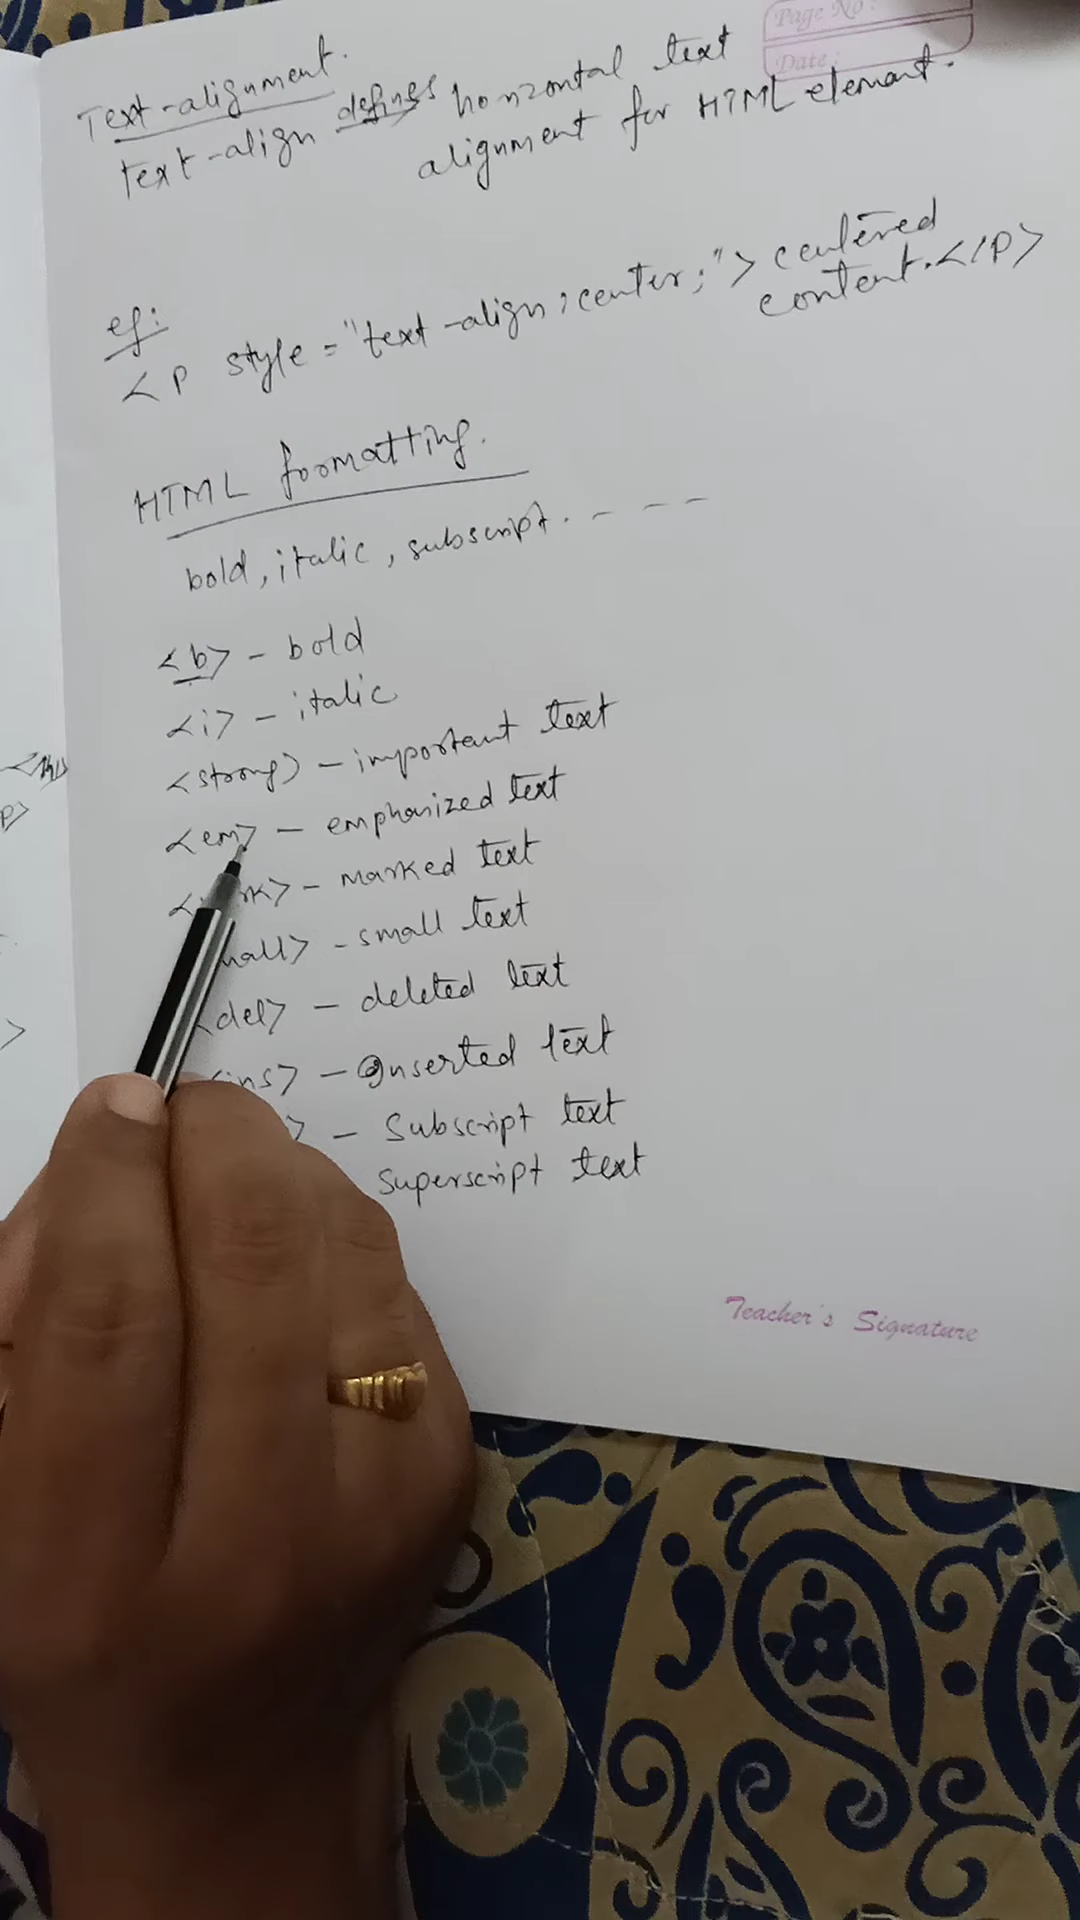 Page No:
Date:
Text-alignment.
text-align defines horizontal text
alignment for HTML elemant.
eg:
<P style="text-align:center;"> centered
content.</P>
HTML formatting.
bold, italic, subscript. - - -
<b> - bold
<i> - italic
<strong> - important text
<em> - emphasized text
- marked text
- small text
<del> - deleted text
<ins> - Inserted text
- Subscript text
Superscript text
Teacher's Signature